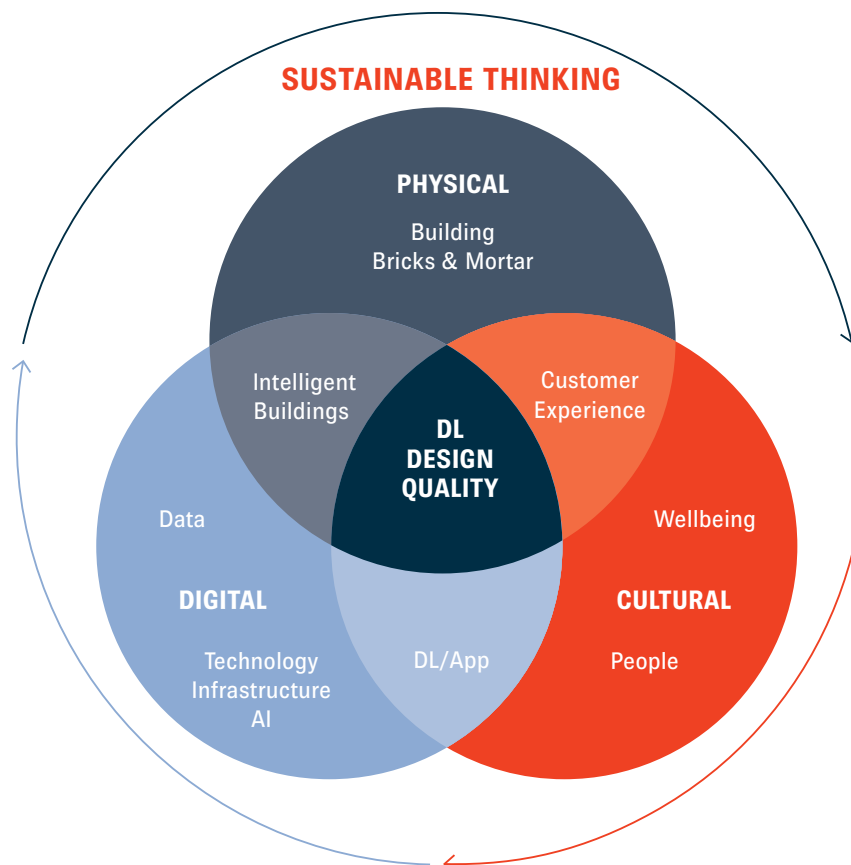 SUSTAINABLE THINKING
PHYSICAL
Building
Bricks & Mortar
Intelligent
Buildings
Customer
Experience
DL
DESIGN
QUALITY
Data
Wellbeing
DIGITAL
CULTURAL
Technology
Infrastructure
AI
DL/App
People